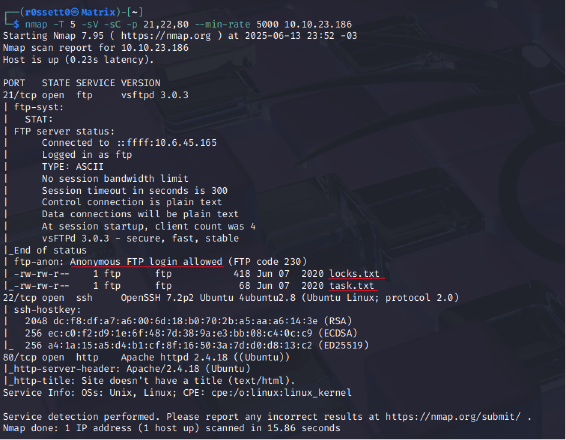 ┌──(r0ssett0㉿Matrix)-[~]
└─$ nmap -T 5 -sV -sC -p 21,22,80 --min-rate 5000 10.10.23.186
Starting Nmap 7.95 ( https://nmap.org ) at 2025-06-13 23:52 -03
Nmap scan report for 10.10.23.186
Host is up (0.23s latency).

PORT   STATE SERVICE VERSION
21/tcp open  ftp     vsftpd 3.0.3
| ftp-syst:
|   STAT:
| FTP server status:
|      Connected to ::ffff:10.6.45.165
|      Logged in as ftp
|      TYPE: ASCII
|      No session bandwidth limit
|      Session timeout in seconds is 300
|      Control connection is plain text
|      Data connections will be plain text
|      At session startup, client count was 4
|      vsFTPd 3.0.3 - secure, fast, stable
|_End of status
| ftp-anon: Anonymous FTP login allowed (FTP code 230)
| -rw-rw-r--    1 ftp      ftp           418 Jun 07  2020 locks.txt
|_-rw-rw-r--    1 ftp      ftp            68 Jun 07  2020 task.txt
22/tcp open  ssh     OpenSSH 7.2p2 Ubuntu 4ubuntu2.8 (Ubuntu Linux; protocol 2.0)
| ssh-hostkey:
|   2048 dc:f8:df:a7:a6:00:6d:18:b0:70:2b:a5:aa:a6:14:3e (RSA)
|   256 ec:c0:f2:d9:1e:6f:48:7d:38:9a:e3:bb:08:c4:0c:c9 (ECDSA)
|_  256 a4:1a:15:a5:d4:b1:cf:8f:16:50:3a:7d:d0:d8:13:c2 (ED25519)
80/tcp open  http    Apache httpd 2.4.18 ((Ubuntu))
|_http-server-header: Apache/2.4.18 (Ubuntu)
|_http-title: Site doesn't have a title (text/html).
Service Info: OSs: Unix, Linux; CPE: cpe:/o:linux:linux_kernel

Service detection performed. Please report any incorrect results at https://nmap.org/submit/ .
Nmap done: 1 IP address (1 host up) scanned in 15.86 seconds